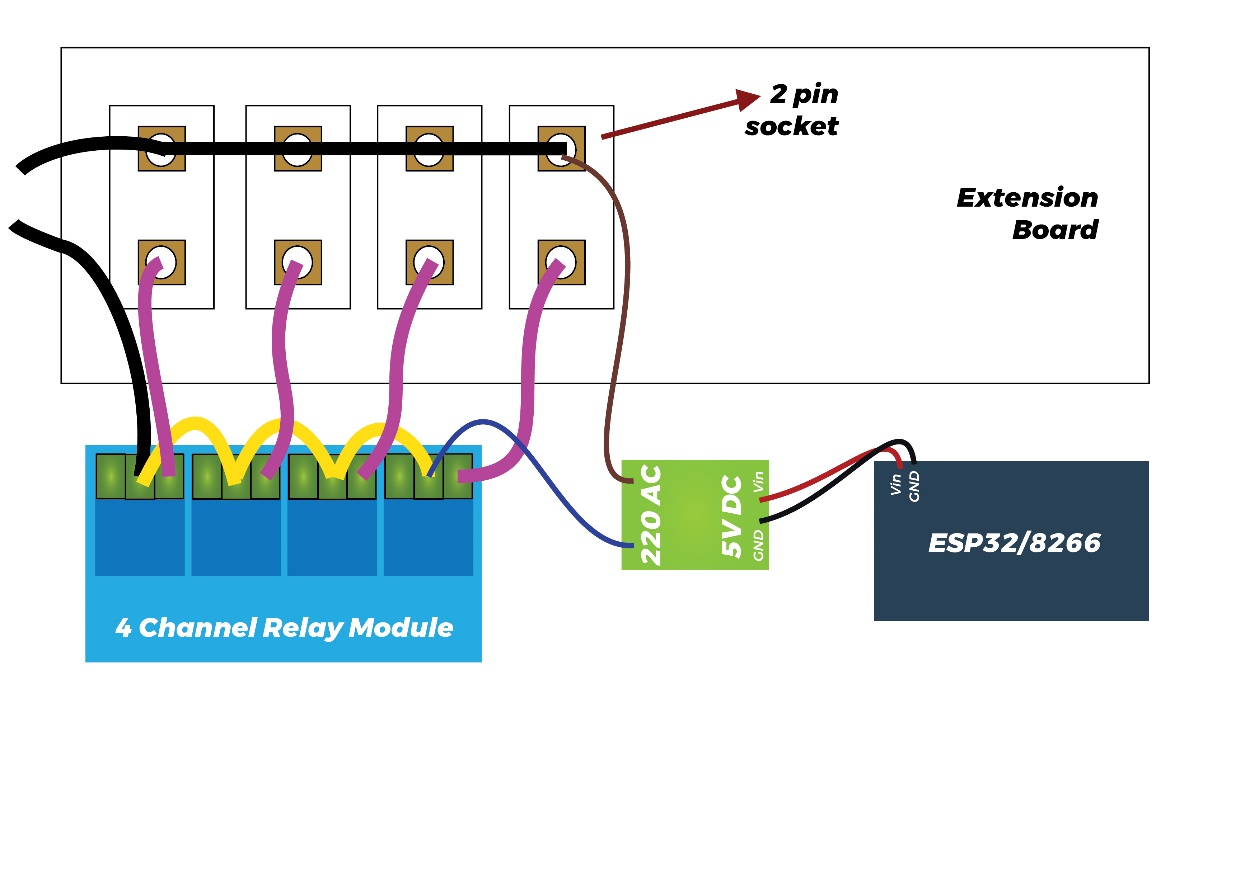 2 pin
socket
Extension
Board
220 AC
5V DC
Vin
GND
Vin
GND
ESP32/8266
4 Channel Relay Module